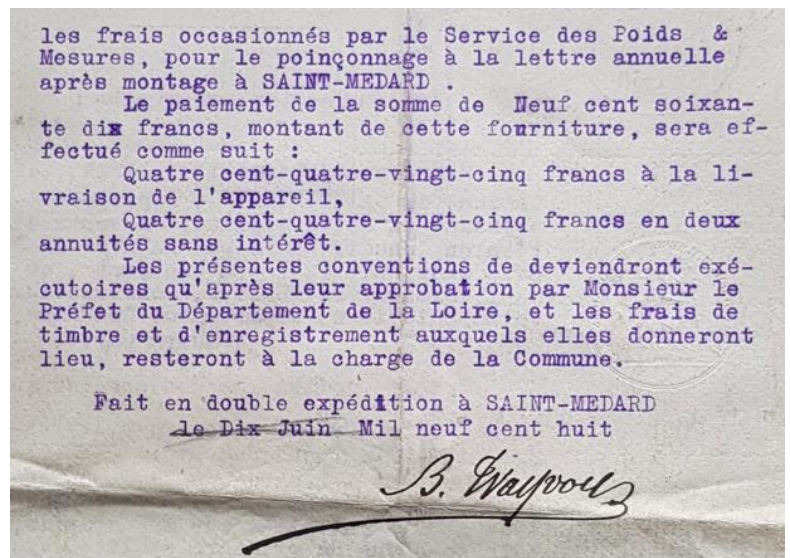 les frais occasionnés par le Service des Poids &
Mesures, pour le poinçonnage à la lettre annuelle
après montage à SAINT-MEDARD .
Le paiement de la somme de Neuf cent soixan-
te dix francs, montant de cette fourniture, sera ef-
fectué comme suit :
Quatre cent-quatre-vingt-cinq francs à la li-
vraison de l'appareil,
Quatre cent-quatre-vingt-cinq francs en deux
annuités sans intérêt.
Les présentes conventions de deviendront exé-
cutoires qu'après leur approbation par Monsieur le
Préfet du Département de la Loire, et les frais de
timbre et d'enregistrement auxquels elles donneront
lieu, resteront à la charge de la Commune.
Fait en double expédition à SAINT-MEDARD
le Dix Juin Mil neuf cent huit
B.